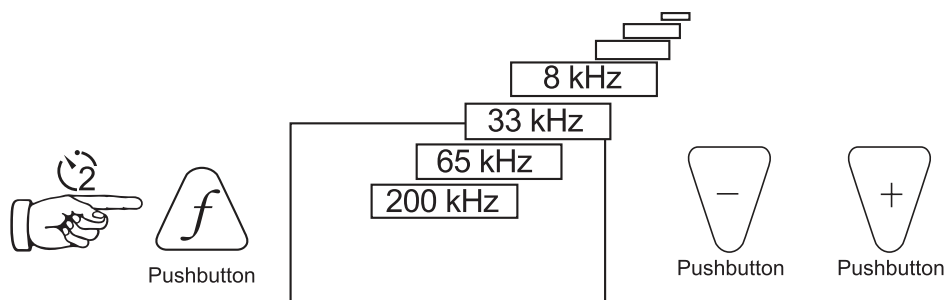 8 kHz
33 kHz
65 kHz
200 kHz
2
f
Pushbutton
−
Pushbutton
+
Pushbutton